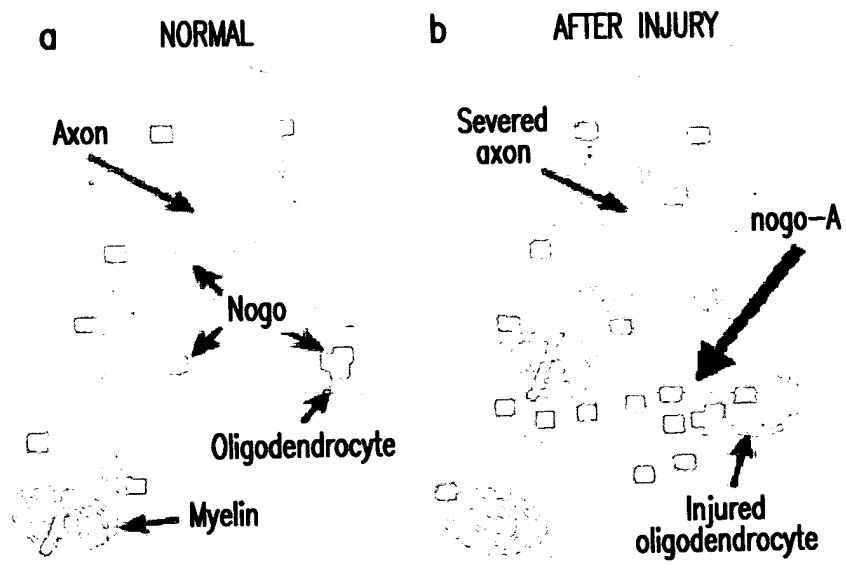 a NORMAL
Axon
Nogo
Oligodendrocyte
Myelin
b AFTER INJURY
Severed
axon
nogo-A
Injured
oligodendrocyte